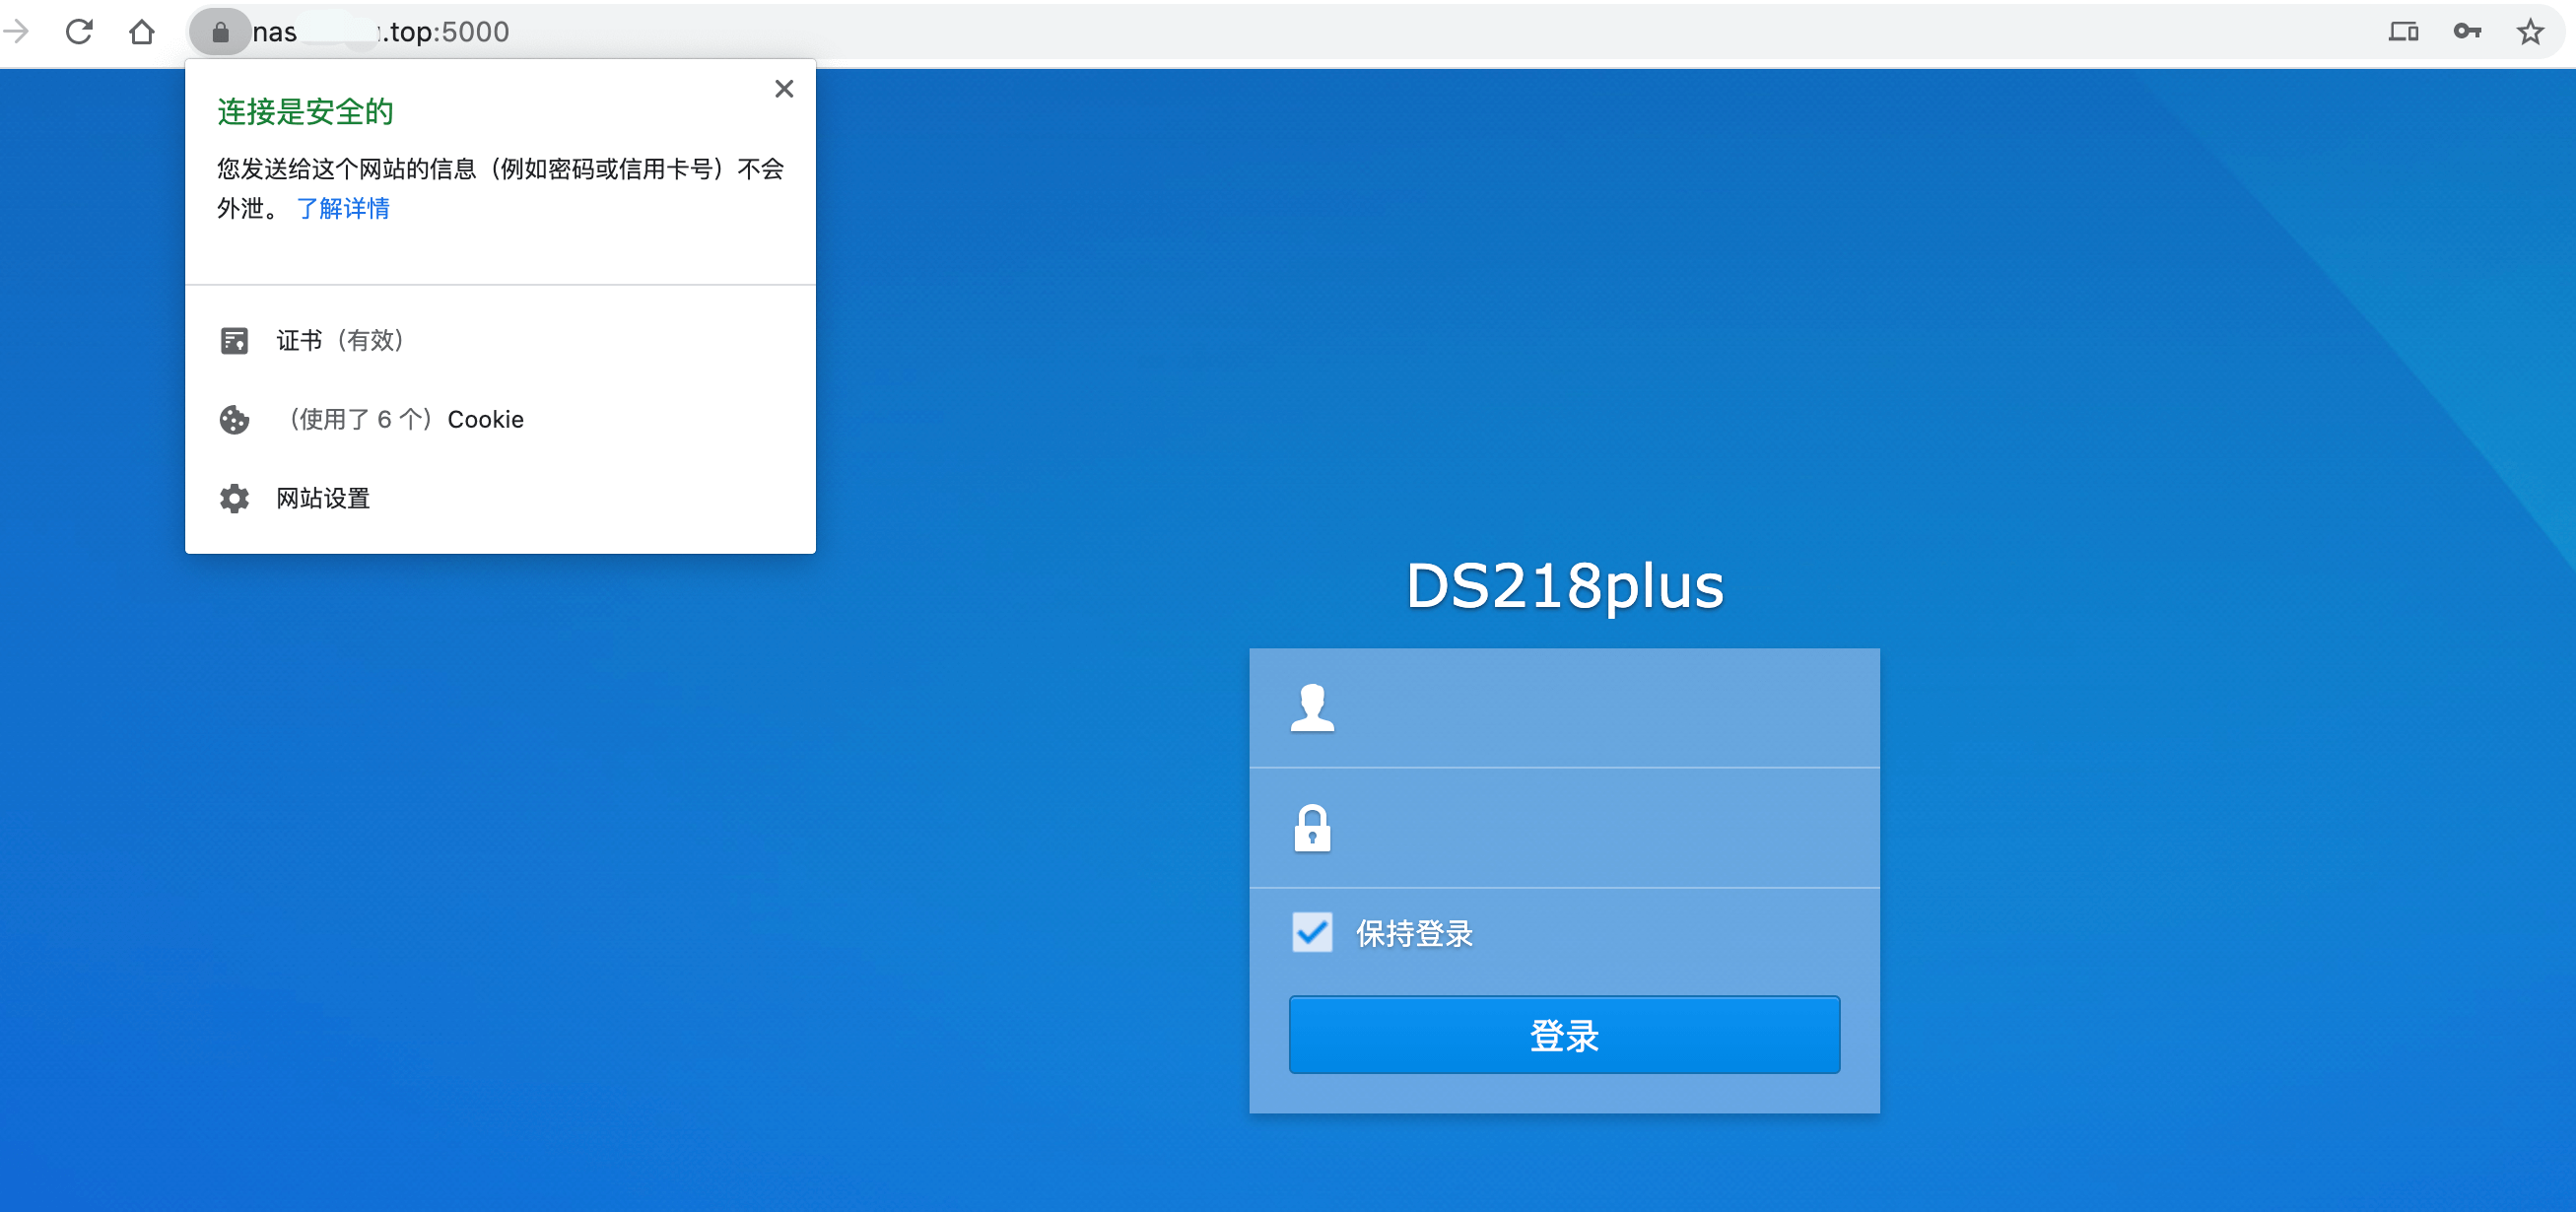 nas .top:5000
连接是安全的
您发送给这个网站的信息（例如密码或信用卡号）不会
外泄。 了解详情
证书（有效）
（使用了 6 个）Cookie
网站设置
DS218plus
保持登录
登录